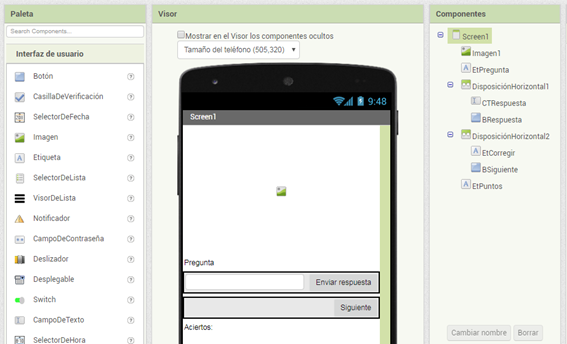 Paleta
Search Components...
Interfaz de usuario
Botón
CasillaDeVerificación
SelectorDeFecha
Imagen
Etiqueta
SelectorDeLista
VisorDeLista
Notificador
CampoDeContraseña
Deslizador
Desplegable
Switch
CampoDeTexto
SelectorDeHora
Visor
Mostrar en el Visor los componentes ocultos
Tamaño del teléfono (505,320)
9:48
Screen1
Pregunta
Enviar respuesta
Siguiente
Aciertos:
Componentes
Screen1
Imagen1
EtPregunta
DisposiciónHorizontal1
CTRespuesta
BRespuesta
DisposiciónHorizontal2
EtCorregir
BSiguiente
EtPuntos
Cambiar nombre
Borrar